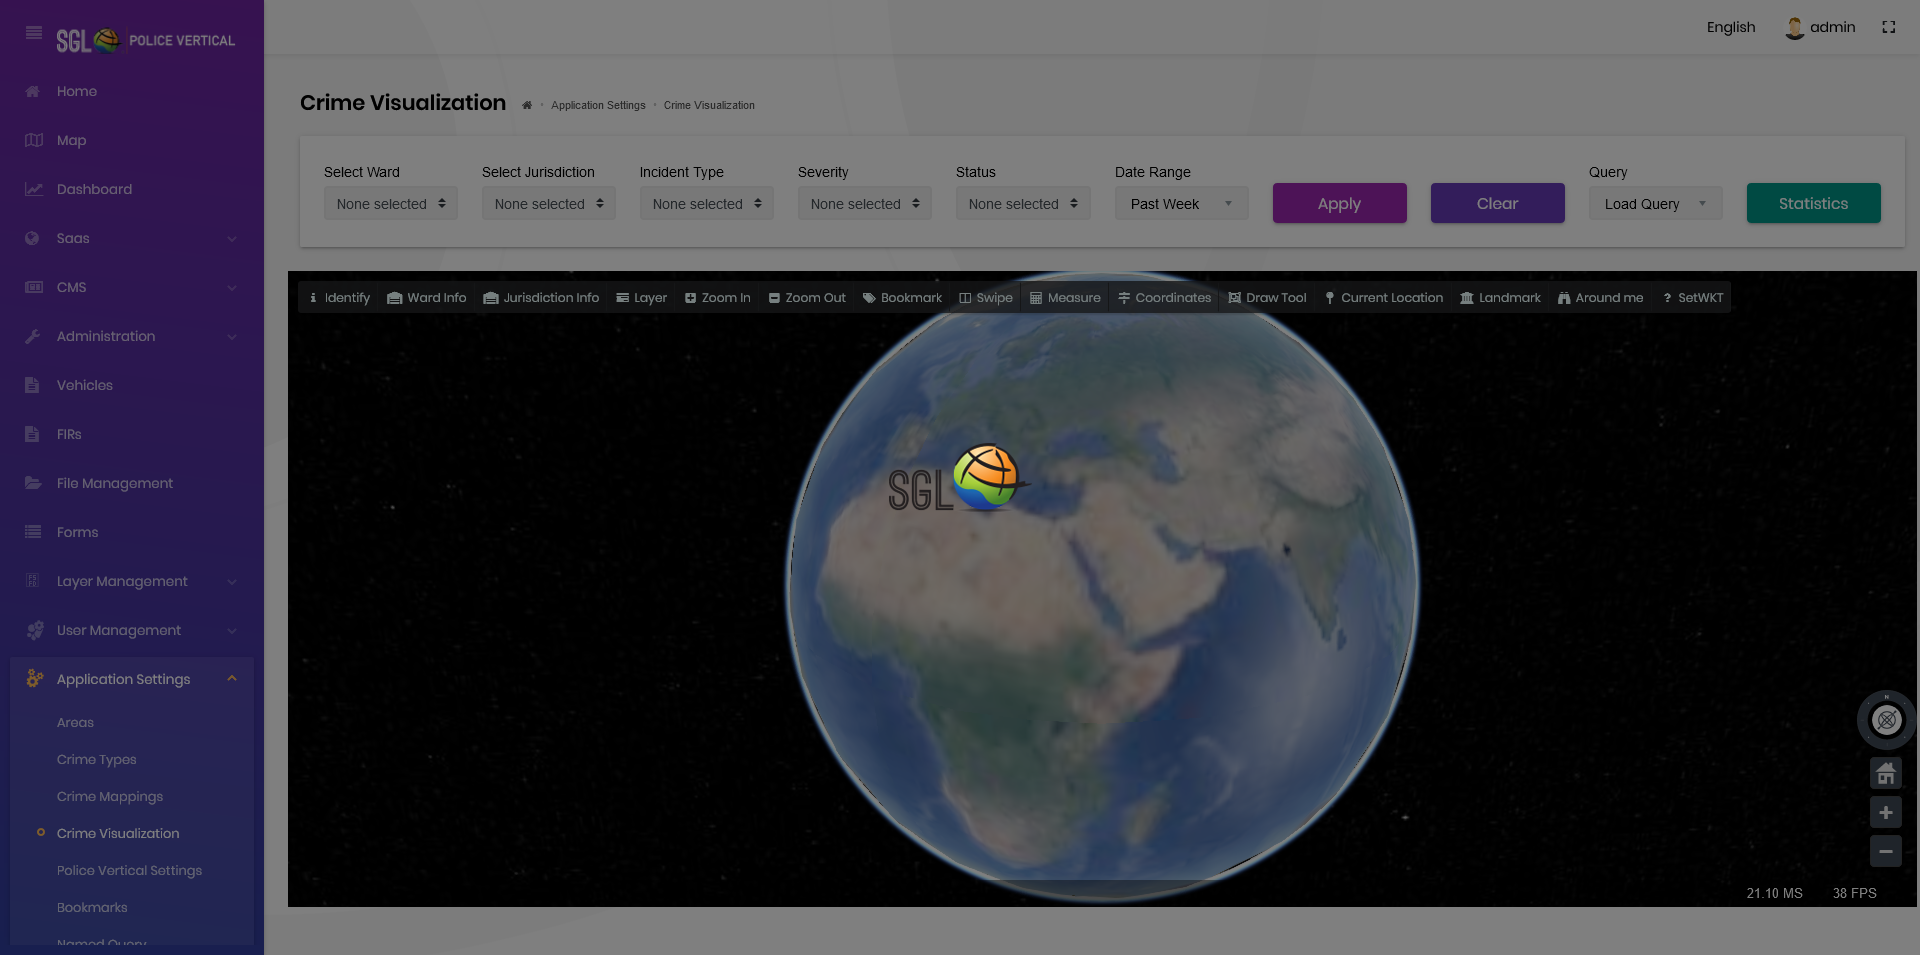 SGL POLICE VERTICAL
English
admin
Home
Map
Dashboard
Saas
CMS
Administration
Vehicles
FIRs
File Management
Forms
Layer Management
User Management
Application Settings
Areas
Crime Types
Crime Mappings
Crime Visualization
Police Vertical Settings
Bookmarks
Named Query
Crime Visualization
Application Settings
Crime Visualization
Select Ward
None selected
Select Jurisdiction
None selected
Incident Type
None selected
Severity
None selected
Status
None selected
Date Range
Past Week
Apply
Clear
Query
Load Query
Statistics
Identify Ward Info Jurisdiction Info Layer Zoom In Zoom Out Bookmark Swipe Measure Coordinates Draw Tool Current Location Landmark Around me ? SetWKT
SGL
N
21.10 MS 38 FPS